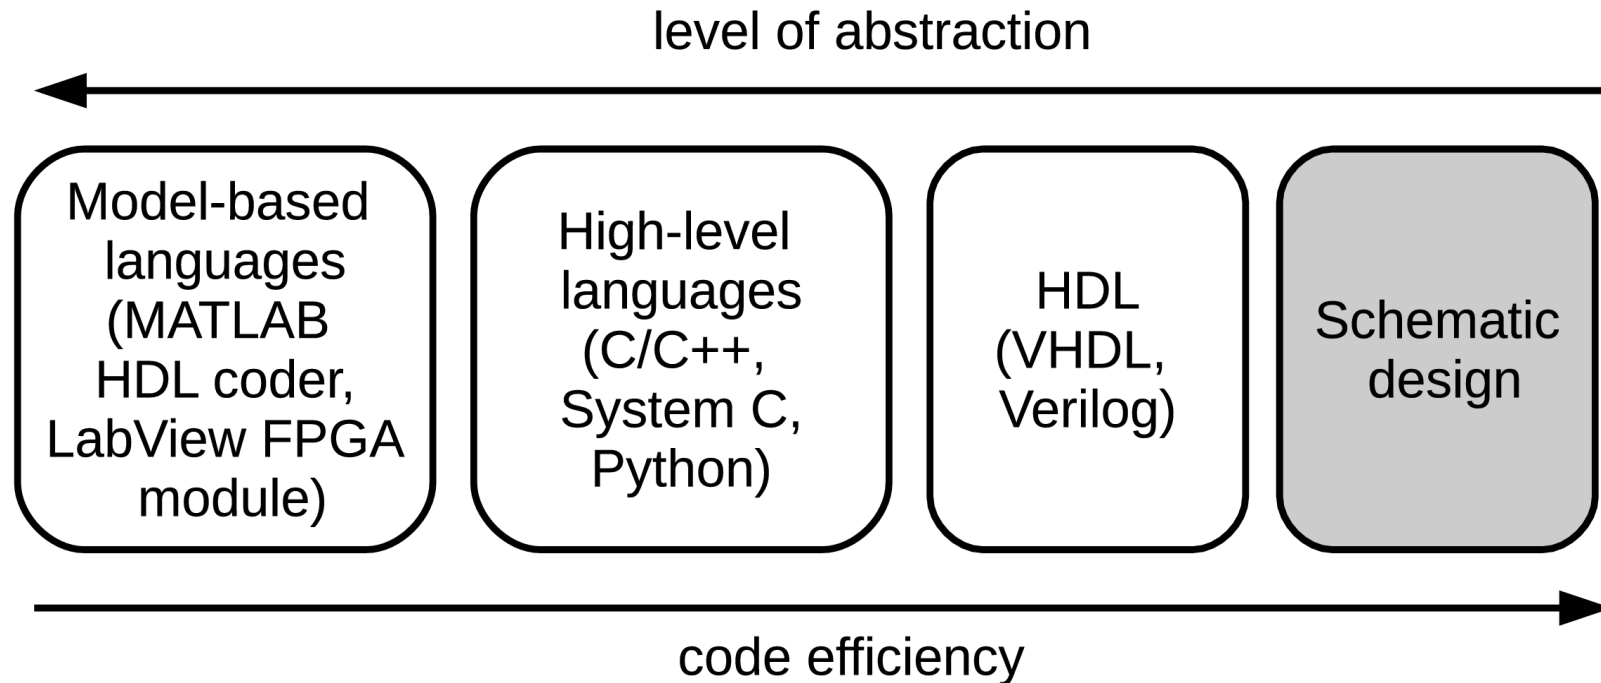 level of abstraction
Model-based
languages
(MATLAB
HDL coder,
LabView FPGA
module)
High-level
languages
(C/C++,
System C,
Python)
HDL
(VHDL,
Verilog)
Schematic
design
code efficiency